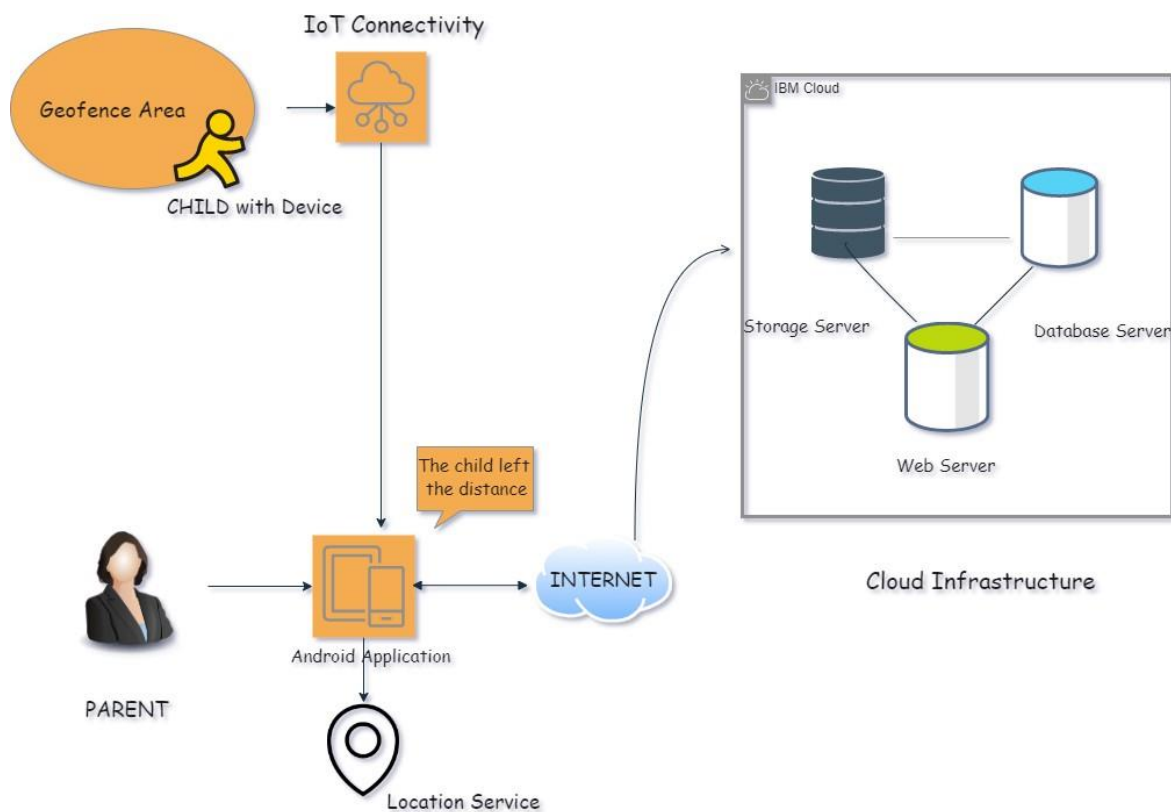 IoT Connectivity
Geofence Area
CHILD with Device
IBM Cloud
Storage Server
Database Server
Web Server
The child left
the distance
INTERNET
Cloud Infrastructure
Android Application
PARENT
Location Service